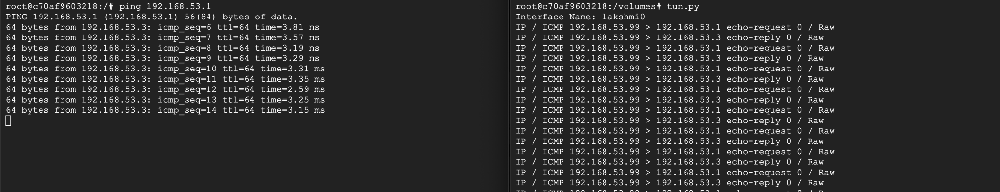 root@c70af9603218:/# ping 192.168.53.1
PING 192.168.53.1 (192.168.53.1) 56(84) bytes of data.
64 bytes from 192.168.53.3: icmp_seq=6 ttl=64 time=3.81 ms
64 bytes from 192.168.53.3: icmp_seq=7 ttl=64 time=3.57 ms
64 bytes from 192.168.53.3: icmp_seq=8 ttl=64 time=3.19 ms
64 bytes from 192.168.53.3: icmp_seq=9 ttl=64 time=3.29 ms
64 bytes from 192.168.53.3: icmp_seq=10 ttl=64 time=3.31 ms
64 bytes from 192.168.53.3: icmp_seq=11 ttl=64 time=3.35 ms
64 bytes from 192.168.53.3: icmp_seq=12 ttl=64 time=2.59 ms
64 bytes from 192.168.53.3: icmp_seq=13 ttl=64 time=3.25 ms
64 bytes from 192.168.53.3: icmp_seq=14 ttl=64 time=3.15 ms
root@c70af9603218:/volumes# tun.py
Interface Name: lakshmi0
IP / ICMP 192.168.53.99 > 192.168.53.1 echo-request 0 / Raw
IP / ICMP 192.168.53.99 > 192.168.53.3 echo-reply 0 / Raw
IP / ICMP 192.168.53.99 > 192.168.53.1 echo-request 0 / Raw
IP / ICMP 192.168.53.99 > 192.168.53.3 echo-reply 0 / Raw
IP / ICMP 192.168.53.99 > 192.168.53.1 echo-request 0 / Raw
IP / ICMP 192.168.53.99 > 192.168.53.3 echo-reply 0 / Raw
IP / ICMP 192.168.53.99 > 192.168.53.1 echo-request 0 / Raw
IP / ICMP 192.168.53.99 > 192.168.53.3 echo-reply 0 / Raw
IP / ICMP 192.168.53.99 > 192.168.53.1 echo-request 0 / Raw
IP / ICMP 192.168.53.99 > 192.168.53.3 echo-reply 0 / Raw
IP / ICMP 192.168.53.99 > 192.168.53.1 echo-request 0 / Raw
IP / ICMP 192.168.53.99 > 192.168.53.3 echo-reply 0 / Raw
IP / ICMP 192.168.53.99 > 192.168.53.1 echo-request 0 / Raw
IP / ICMP 192.168.53.99 > 192.168.53.3 echo-reply 0 / Raw
IP / ICMP 192.168.53.99 > 192.168.53.1 echo-request 0 / Raw
IP / ICMP 192.168.53.99 > 192.168.53.3 echo-reply 0 / Raw